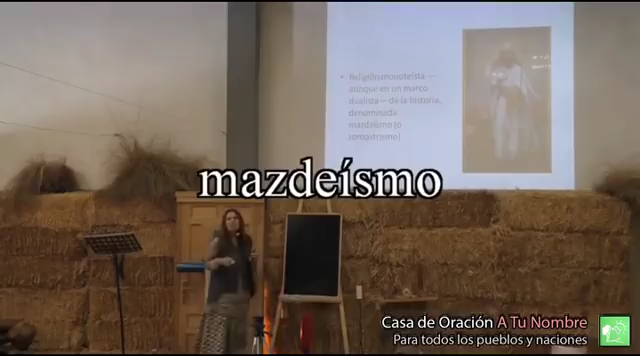 • Religión monoteísta —
aunque en un marco
dualista — de la historia,
denominada
mazdeísmo (o
zoroastrismo)
mazdeísmo
Casa de Oración A Tu Nombre
Para todos los pueblos y naciones